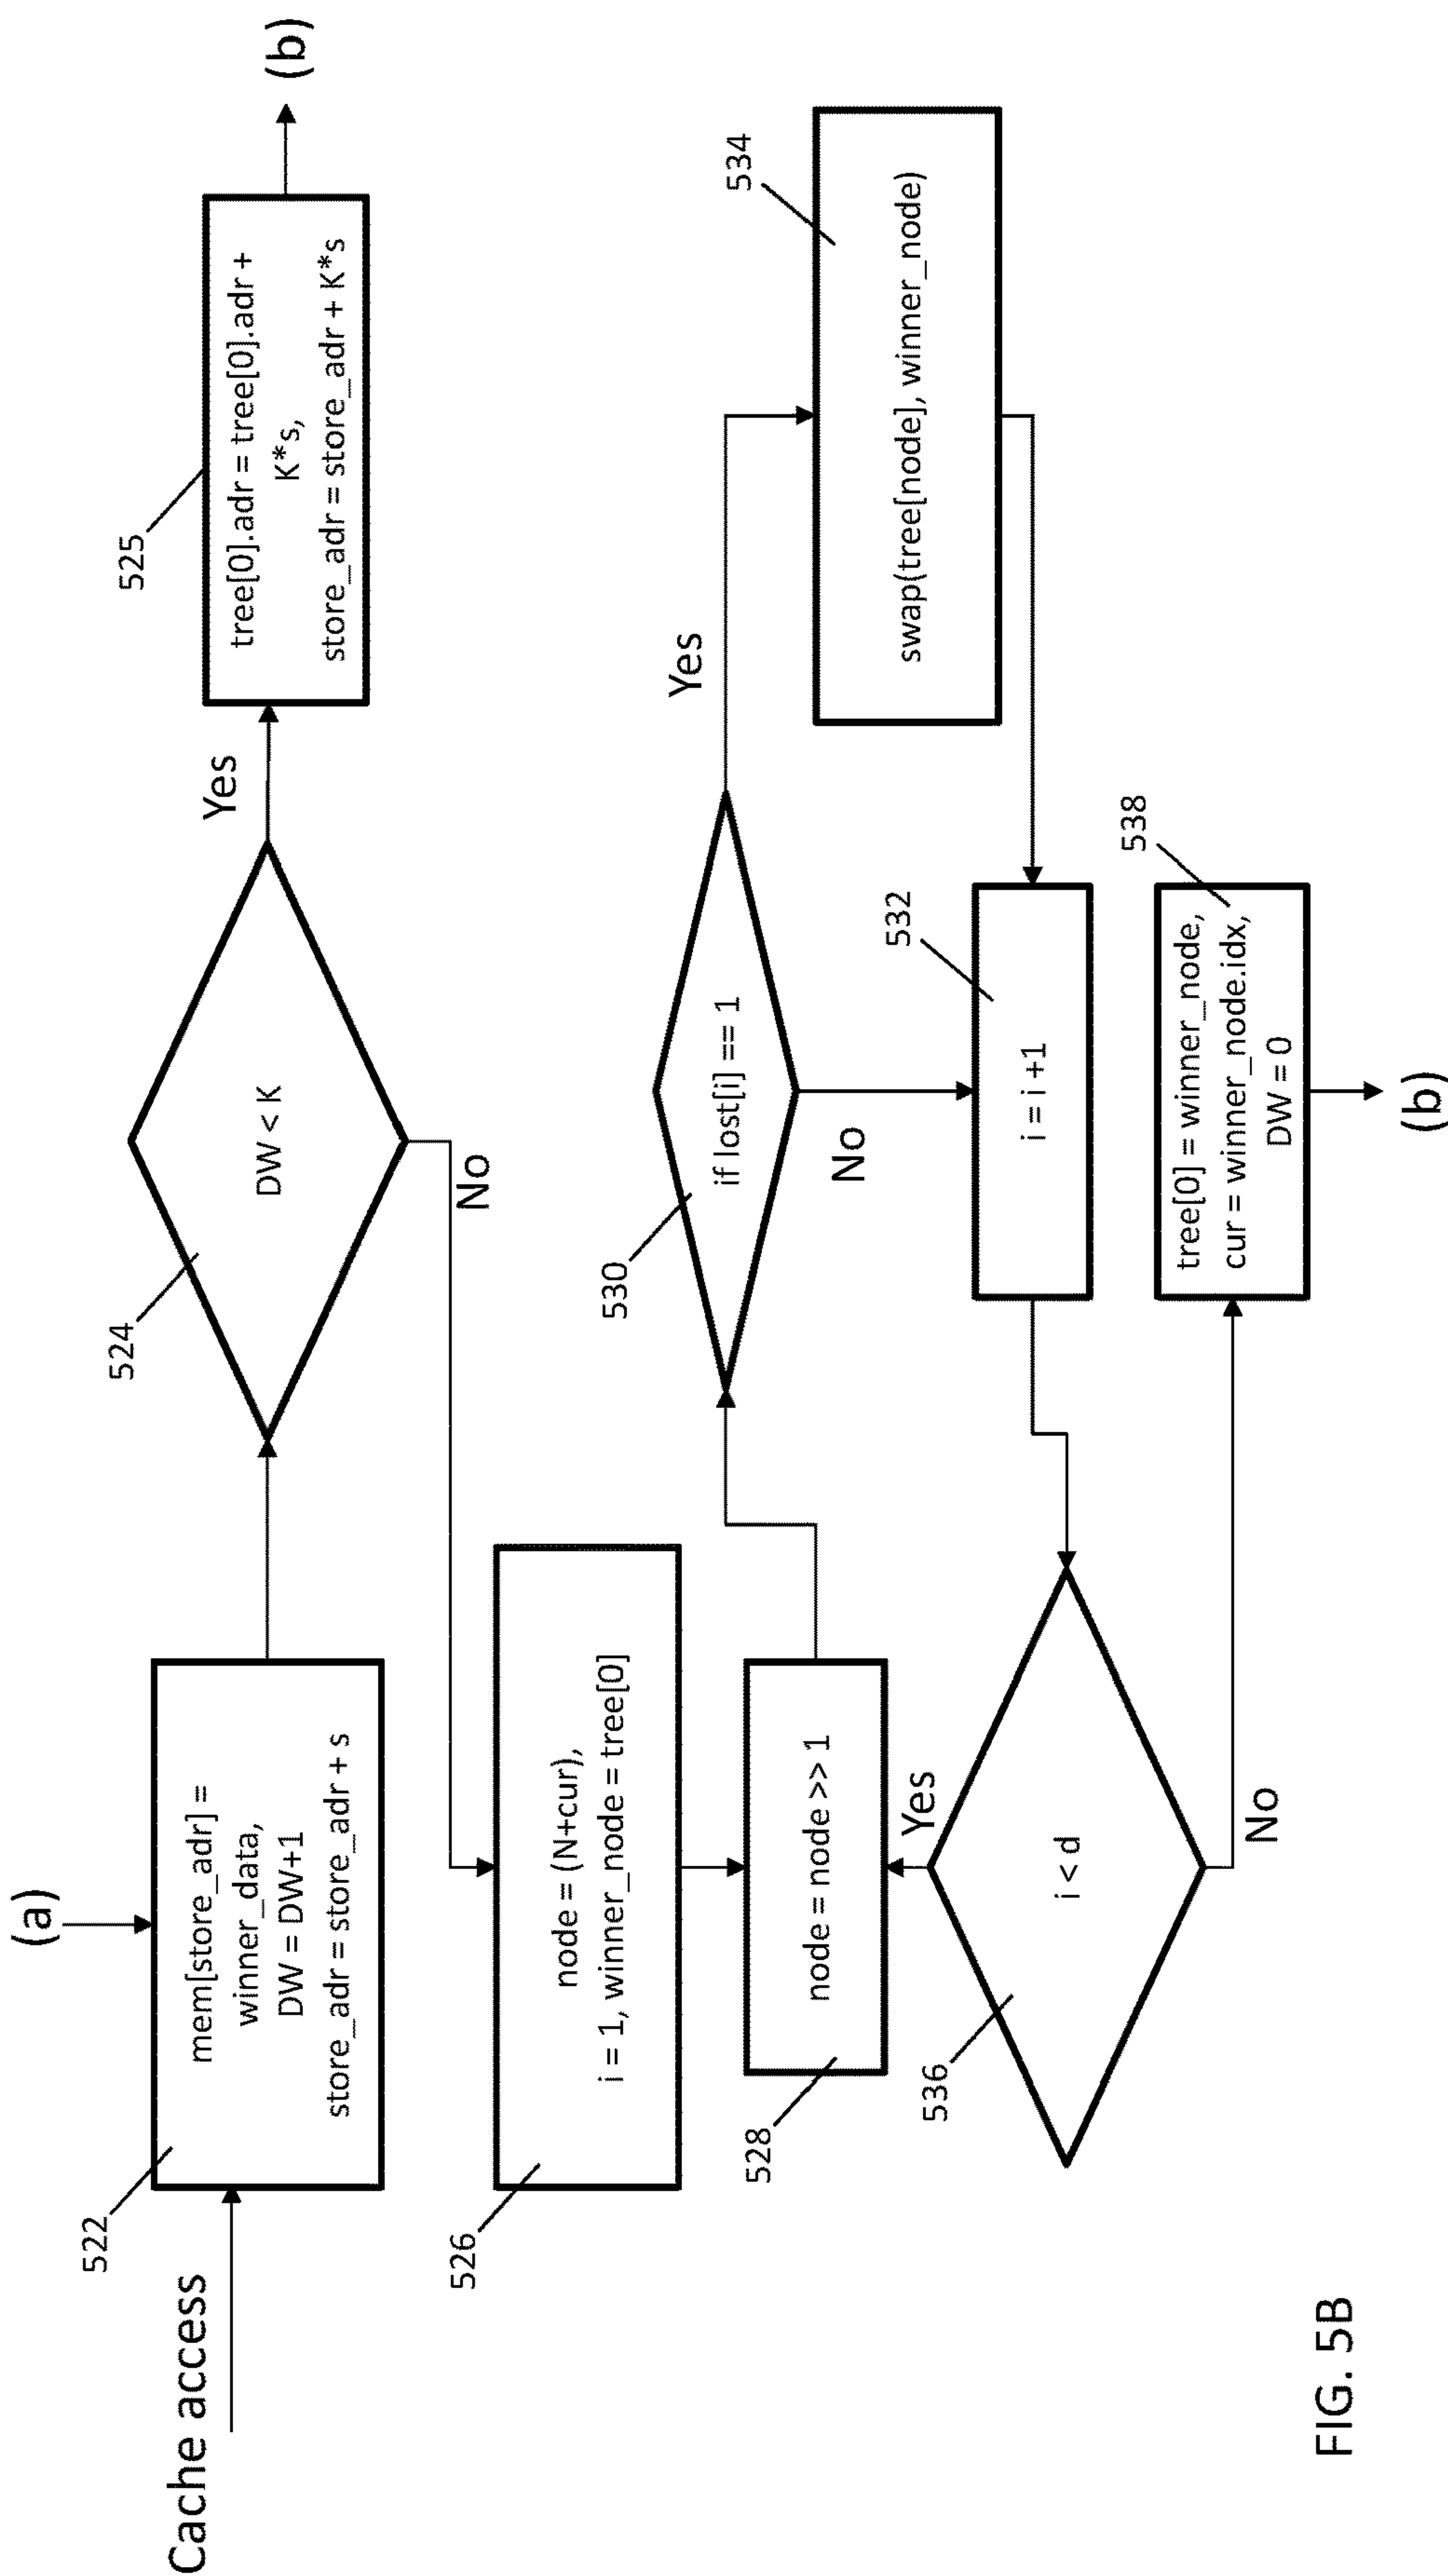 (a)
Cache access
522
mem[store_adr] =
winner_data,
DW = DW+1
store_adr = store_adr + s
524
DW < K
Yes
No
525
tree[0].adr = tree[0].adr +
K*s,
store_adr = store_adr + K*s
(b)
526
node = (N+cur),
i = 1, winner_node = tree[0]
528
node = node >> 1
530
if lost[i] == 1
Yes
No
534
swap(tree[node], winner_node)
532
i = i +1
536
i < d
Yes
No
538
tree[0] = winner_node,
cur = winner_node.idx,
DW = 0
(b)
FIG. 5B